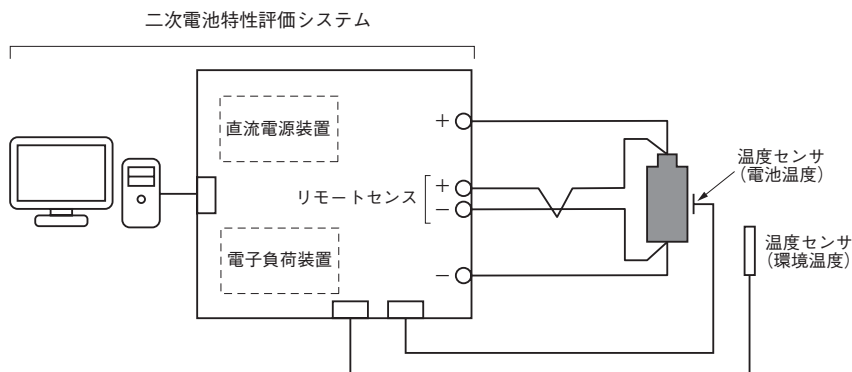 二次電池特性評価システム
直流電源装置
+
リモートセンス
+
−
電子負荷装置
−
温度センサ
(電池温度)
温度センサ
(環境温度)